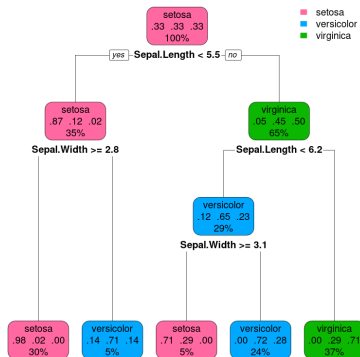 setosa
.33 .33 .33
100%
setosa
versicolor
virginica
yes Sepal.Length < 5.5 no
setosa
.87 .12 .02
35%
virginica
.05 .45 .50
65%
Sepal.Width >= 2.8
Sepal.Length < 6.2
versicolor
.12 .65 .23
29%
Sepal.Width >= 3.1
setosa
.98 .02 .00
30%
versicolor
.14 .71 .14
5%
setosa
.71 .29 .00
5%
versicolor
.00 .72 .28
24%
virginica
.00 .29 .71
37%